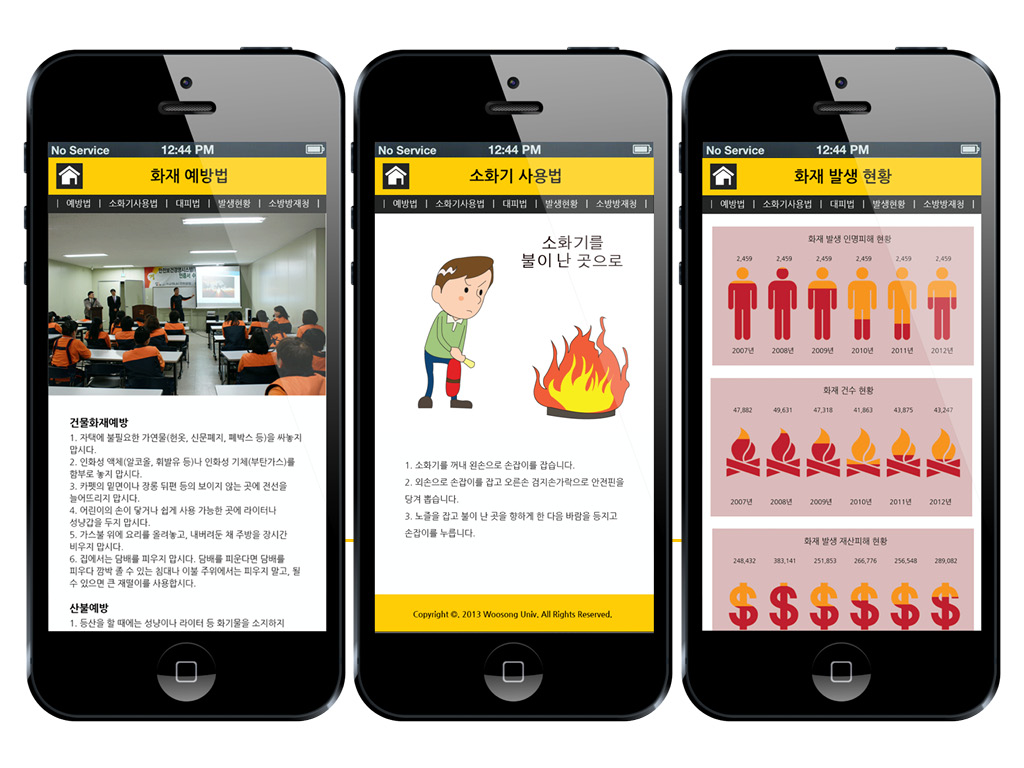 No Service 12:44 PM
화재 예방법
| 예방법 | 소화기사용법 | 대피법 | 발생현황 | 소방방재청 |
건물화재예방
1. 자택에 불필요한 가연물(헌옷, 신문폐지, 폐박스 등)을 싸놓지
맙시다.
2. 인화성 액체(알코올, 휘발유 등)나 인화성 기체(부탄가스)를
함부로 놓지 맙시다.
3. 카펫의 밑면이나 장롱 뒤편 등의 보이지 않는 곳에 전선을
늘어뜨리지 맙시다.
4. 어린이의 손이 닿거나 쉽게 사용 가능한 곳에 라이터나
성냥갑을 두지 맙시다.
5. 가스불 위에 요리를 올려놓고, 내버려둔 채 주방을 장시간
비우지 맙시다.
6. 집에서는 담배를 피우지 맙시다. 담배를 피운다면 담배를
피우다 깜박 졸 수 있는 침대나 이불 주위에서는 피우지 말고, 될
수 있으면 큰 재떨이를 사용합시다.
산불예방
1. 등산을 할 때에는 성냥이나 라이터 등 화기물을 소지하지
No Service 12:44 PM
소화기 사용법
| 예방법 | 소화기사용법 | 대피법 | 발생현황 | 소방방재청 |
소화기를
불이 난 곳으로
1. 소화기를 꺼내 왼손으로 손잡이를 잡습니다.
2. 외손으로 손잡이를 잡고 오른손 검지손가락으로 안전핀을
당겨 뽑습니다.
3. 노즐을 잡고 불이 난 곳을 향하게 한 다음 바람을 등지고
손잡이를 누릅니다.
Copyright ©. 2013 Woosong Univ. All Rights Reserved.
No Service 12:44 PM
화재 발생 현황
| 예방법 | 소화기사용법 | 대피법 | 발생현황 | 소방방재청 |
화재 발생 인명피해 현황
2,459 2,459 2,459 2,459 2,459 2,459
2007년 2008년 2009년 2010년 2011년 2012년
화재 건수 현황
47,882 49,631 47,318 41,863 43,875 43,247
2007년 2008년 2009년 2010년 2011년 2012년
화재 발생 재산피해 현황
248,432 383,141 251,853 266,776 256,548 289,082